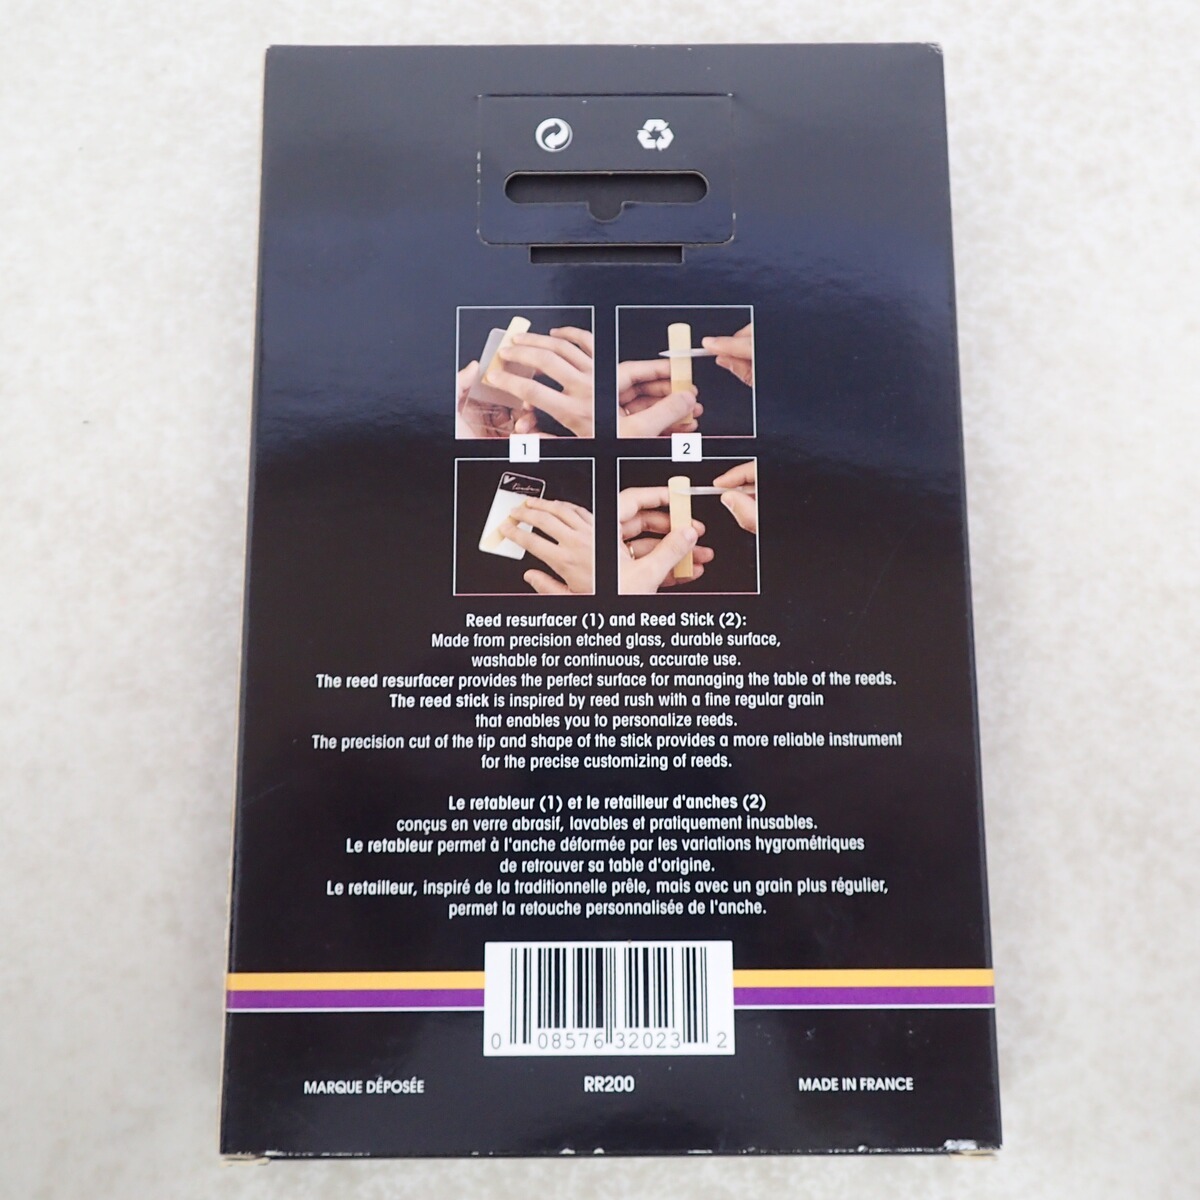 1
2
Vandoren
Reed resurfacer (1) and Reed Stick (2):
Made from precision etched glass, durable surface,
washable for continuous, accurate use.
The reed resurfacer provides the perfect surface for managing the table of the reeds.
The reed stick is inspired by reed rush with a fine regular grain
that enables you to personalize reeds.
The precision cut of the tip and shape of the stick provides a more reliable instrument
for the precise customizing of reeds.
Le retableur (1) et le retailleur d'anches (2)
conçus en verre abrasif, lavables et pratiquement inusables.
Le retableur permet à l'anche déformée par les variations hygrométriques
de retrouver sa table d'origine.
Le retailleur, inspiré de la traditionnelle prêle, mais avec un grain plus régulier,
permet la retouche personnalisée de l'anche.
0 08576 32023 2
MARQUE DÉPOSÉE RR200 MADE IN FRANCE